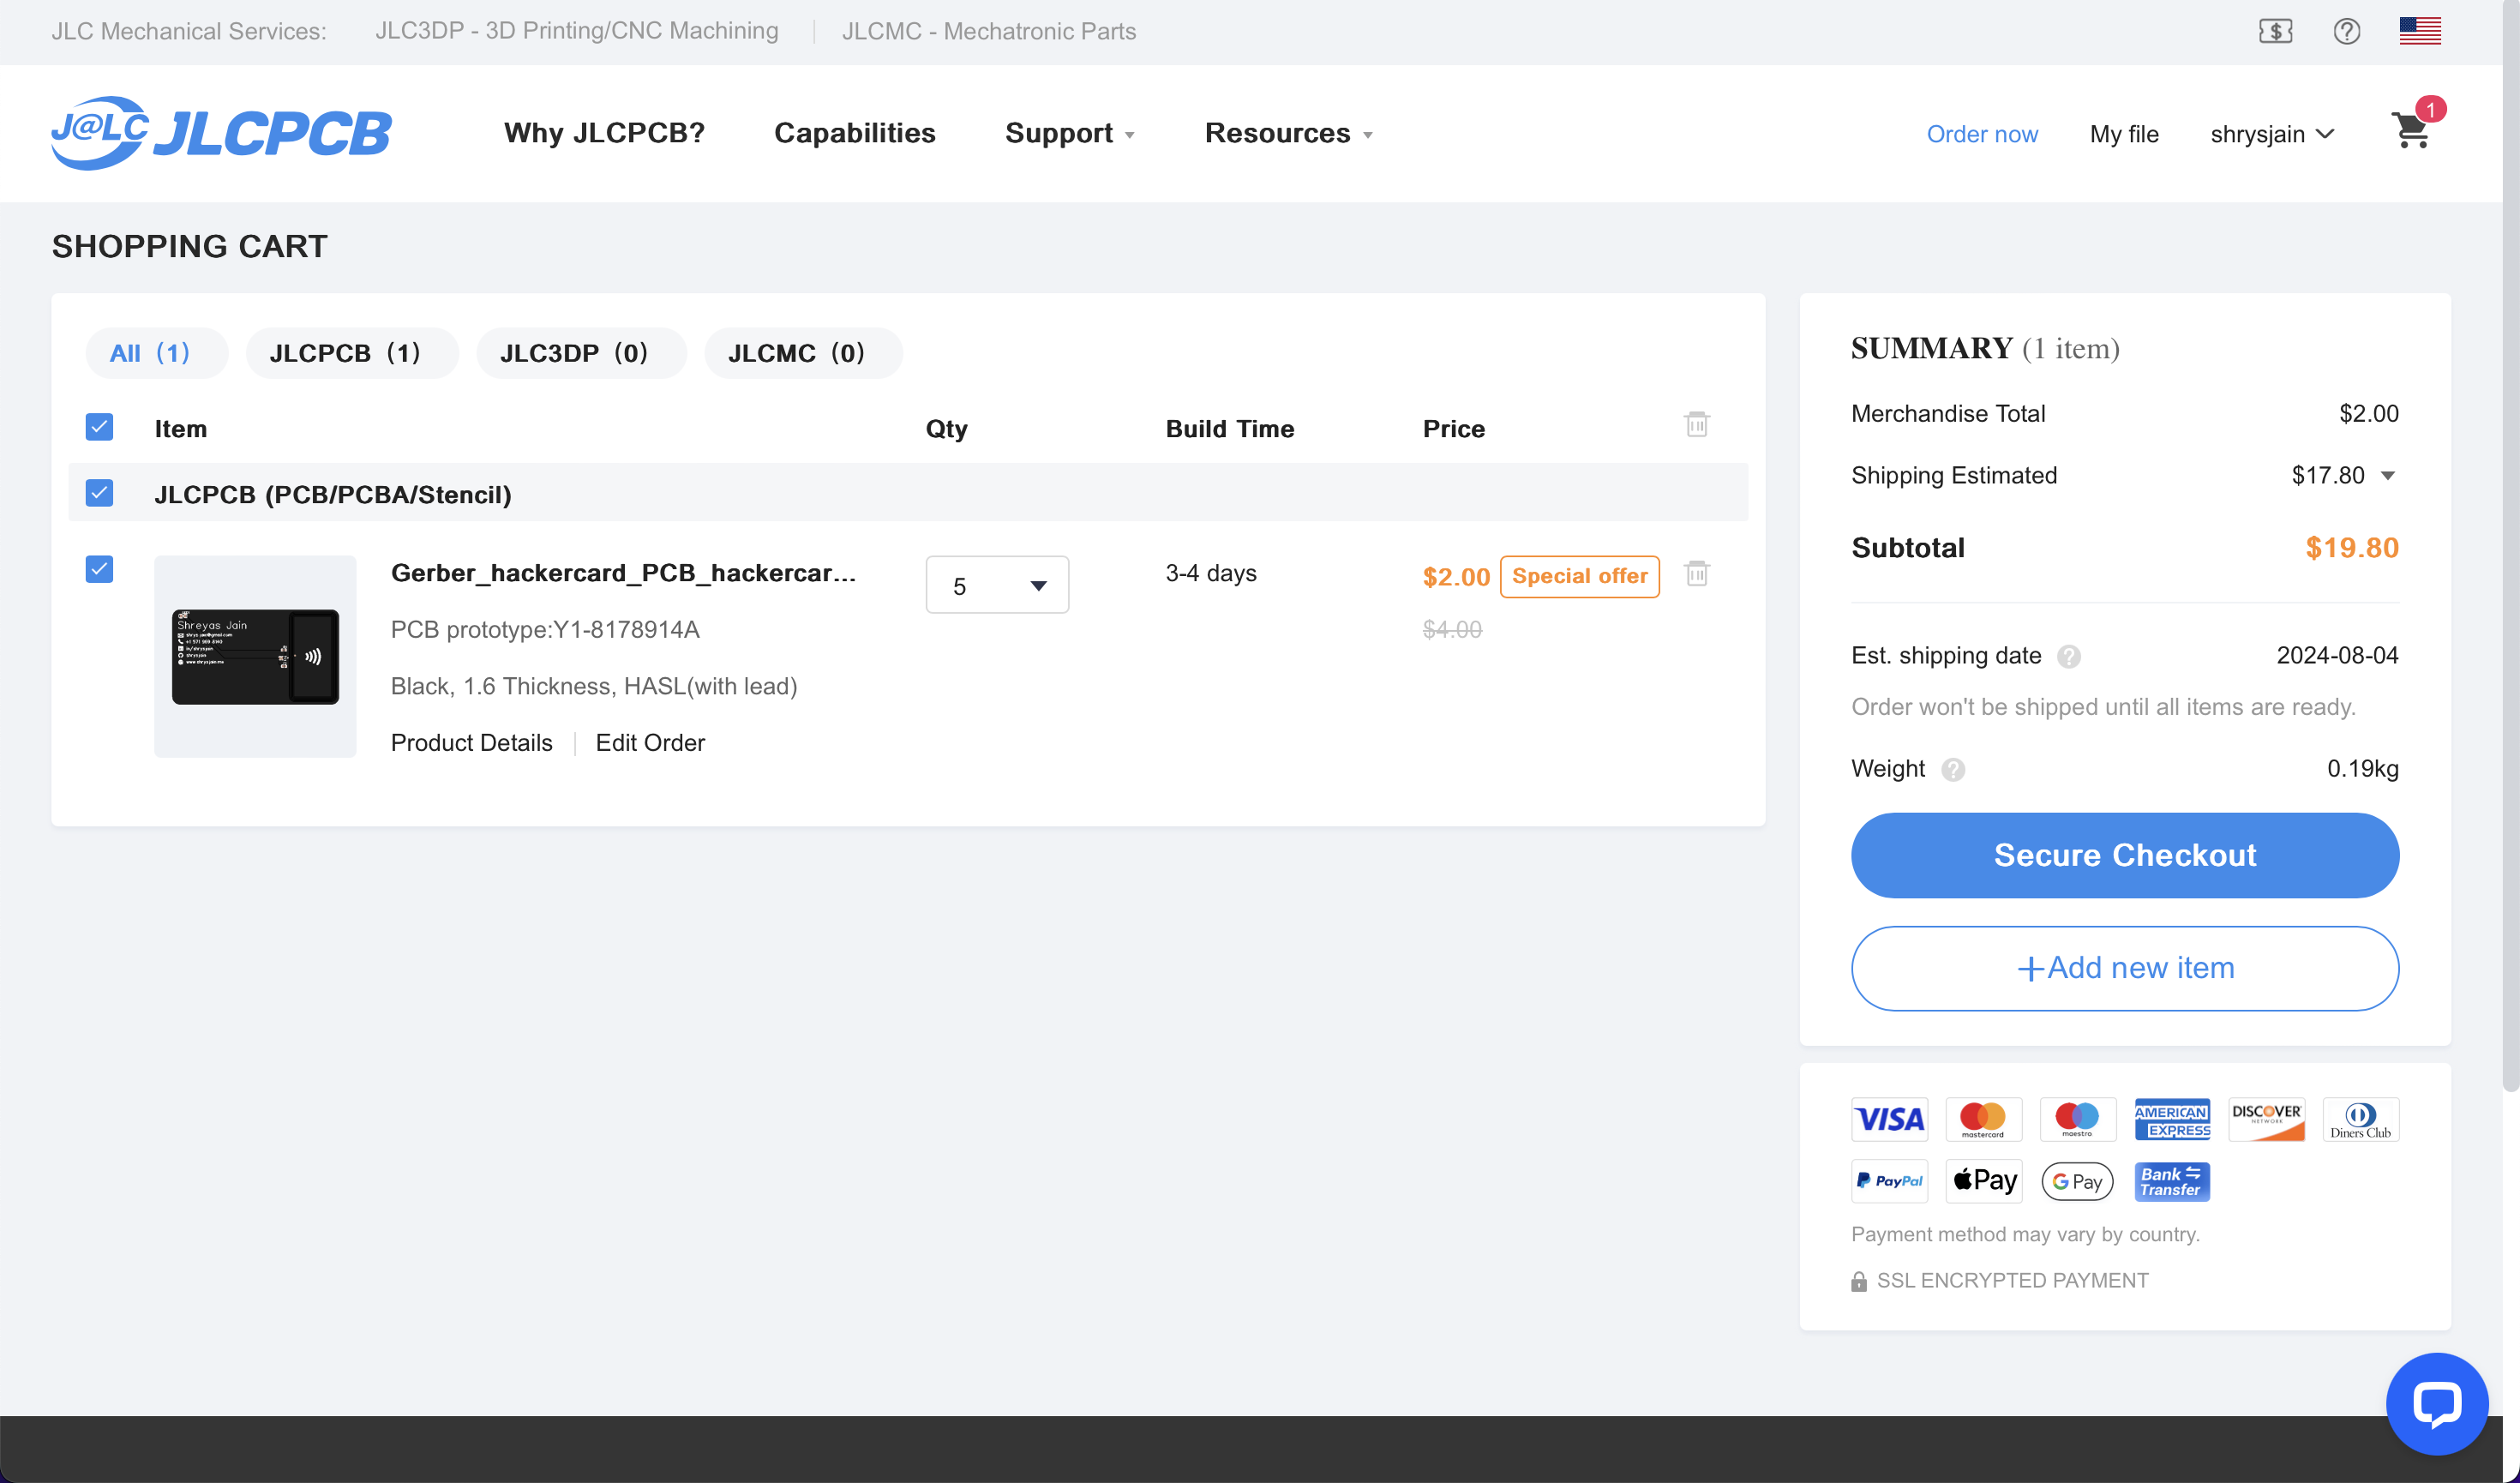 JLC Mechanical Services: JLC3DP - 3D Printing/CNC Machining JLCMC - Mechatronic Parts
J@LC JLCPCB
Why JLCPCB? Capabilities Support Resources
Order now My file shrysjain 1
SHOPPING CART
All (1) JLCPCB (1) JLC3DP (0) JLCMC (0)
Item Qty Build Time Price
JLCPCB (PCB/PCBA/Stencil)
Shreyas Jain
Gerber_hackercard_PCB_hackercar...
PCB prototype:Y1-8178914A
Black, 1.6 Thickness, HASL(with lead)
Product Details Edit Order
5
3-4 days
$2.00 Special offer
$4.00
SUMMARY (1 item)
Merchandise Total $2.00
Shipping Estimated $17.80
Subtotal $19.80
Est. shipping date ? 2024-08-04
Order won't be shipped until all items are ready.
Weight ? 0.19kg
Secure Checkout
+Add new item
VISA mastercard maestro AMERICAN EXPRESS DISCOVER NETWORK Diners Club
PayPal Pay G Pay Bank Transfer
Payment method may vary by country.
SSL ENCRYPTED PAYMENT